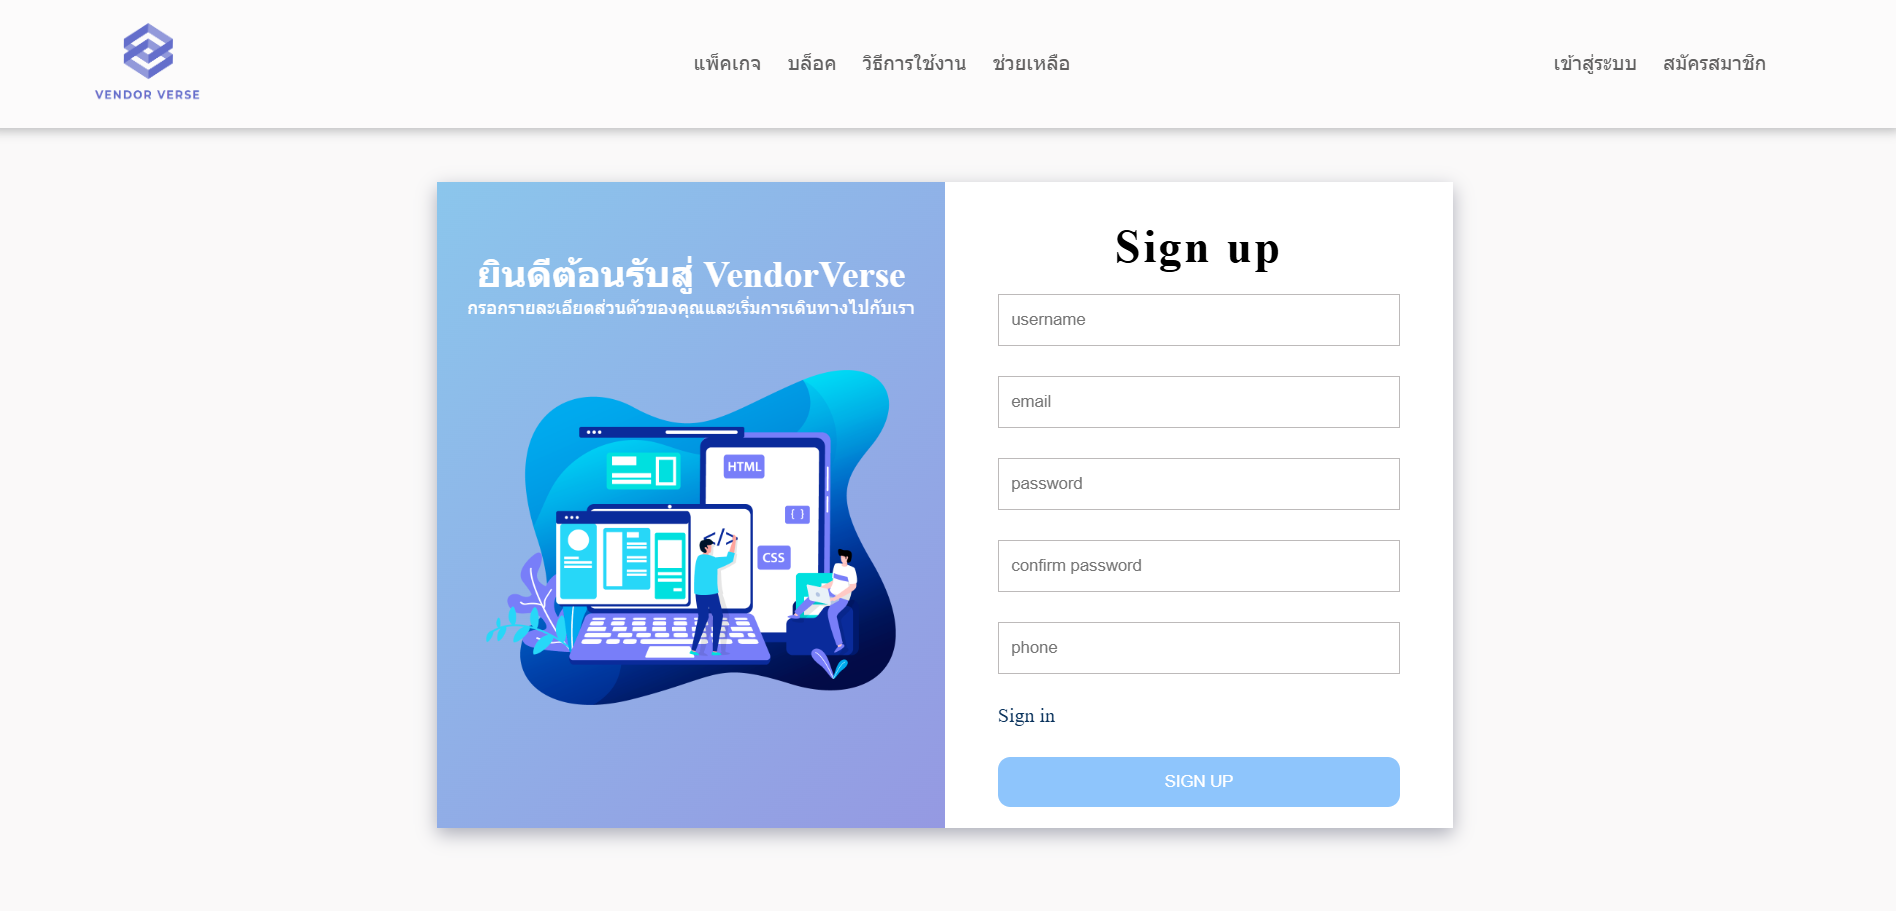 VENDOR VERSE
แพ็คเกจ บล็อค วิธีการใช้งาน ช่วยเหลือ
เข้าสู่ระบบ สมัครสมาชิก
ยินดีต้อนรับสู่ VendorVerse
กรอกรายละเอียดส่วนตัวของคุณและเริ่มการเดินทางไปกับเรา
HTML
{ }
</>
CSS
Sign up
username
email
password
confirm password
phone
Sign in
SIGN UP